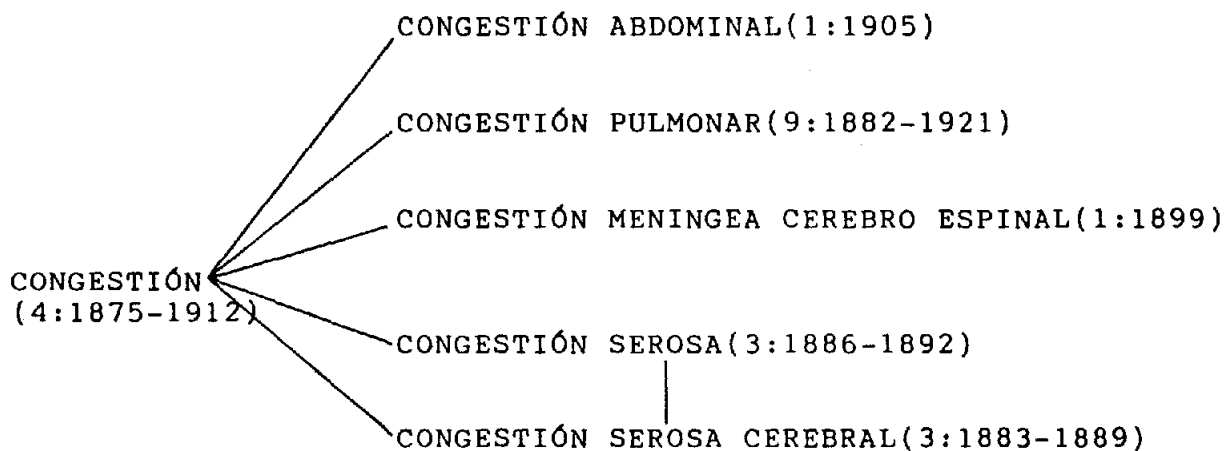 CONGESTIÓN ABDOMINAL(1:1905)
CONGESTIÓN PULMONAR(9:1882-1921)
CONGESTIÓN MENINGEA CEREBRO ESPINAL(1:1899)
CONGESTIÓN
(4:1875-1912)
CONGESTIÓN SEROSA(3:1886-1892)
CONGESTIÓN SEROSA CEREBRAL(3:1883-1889)